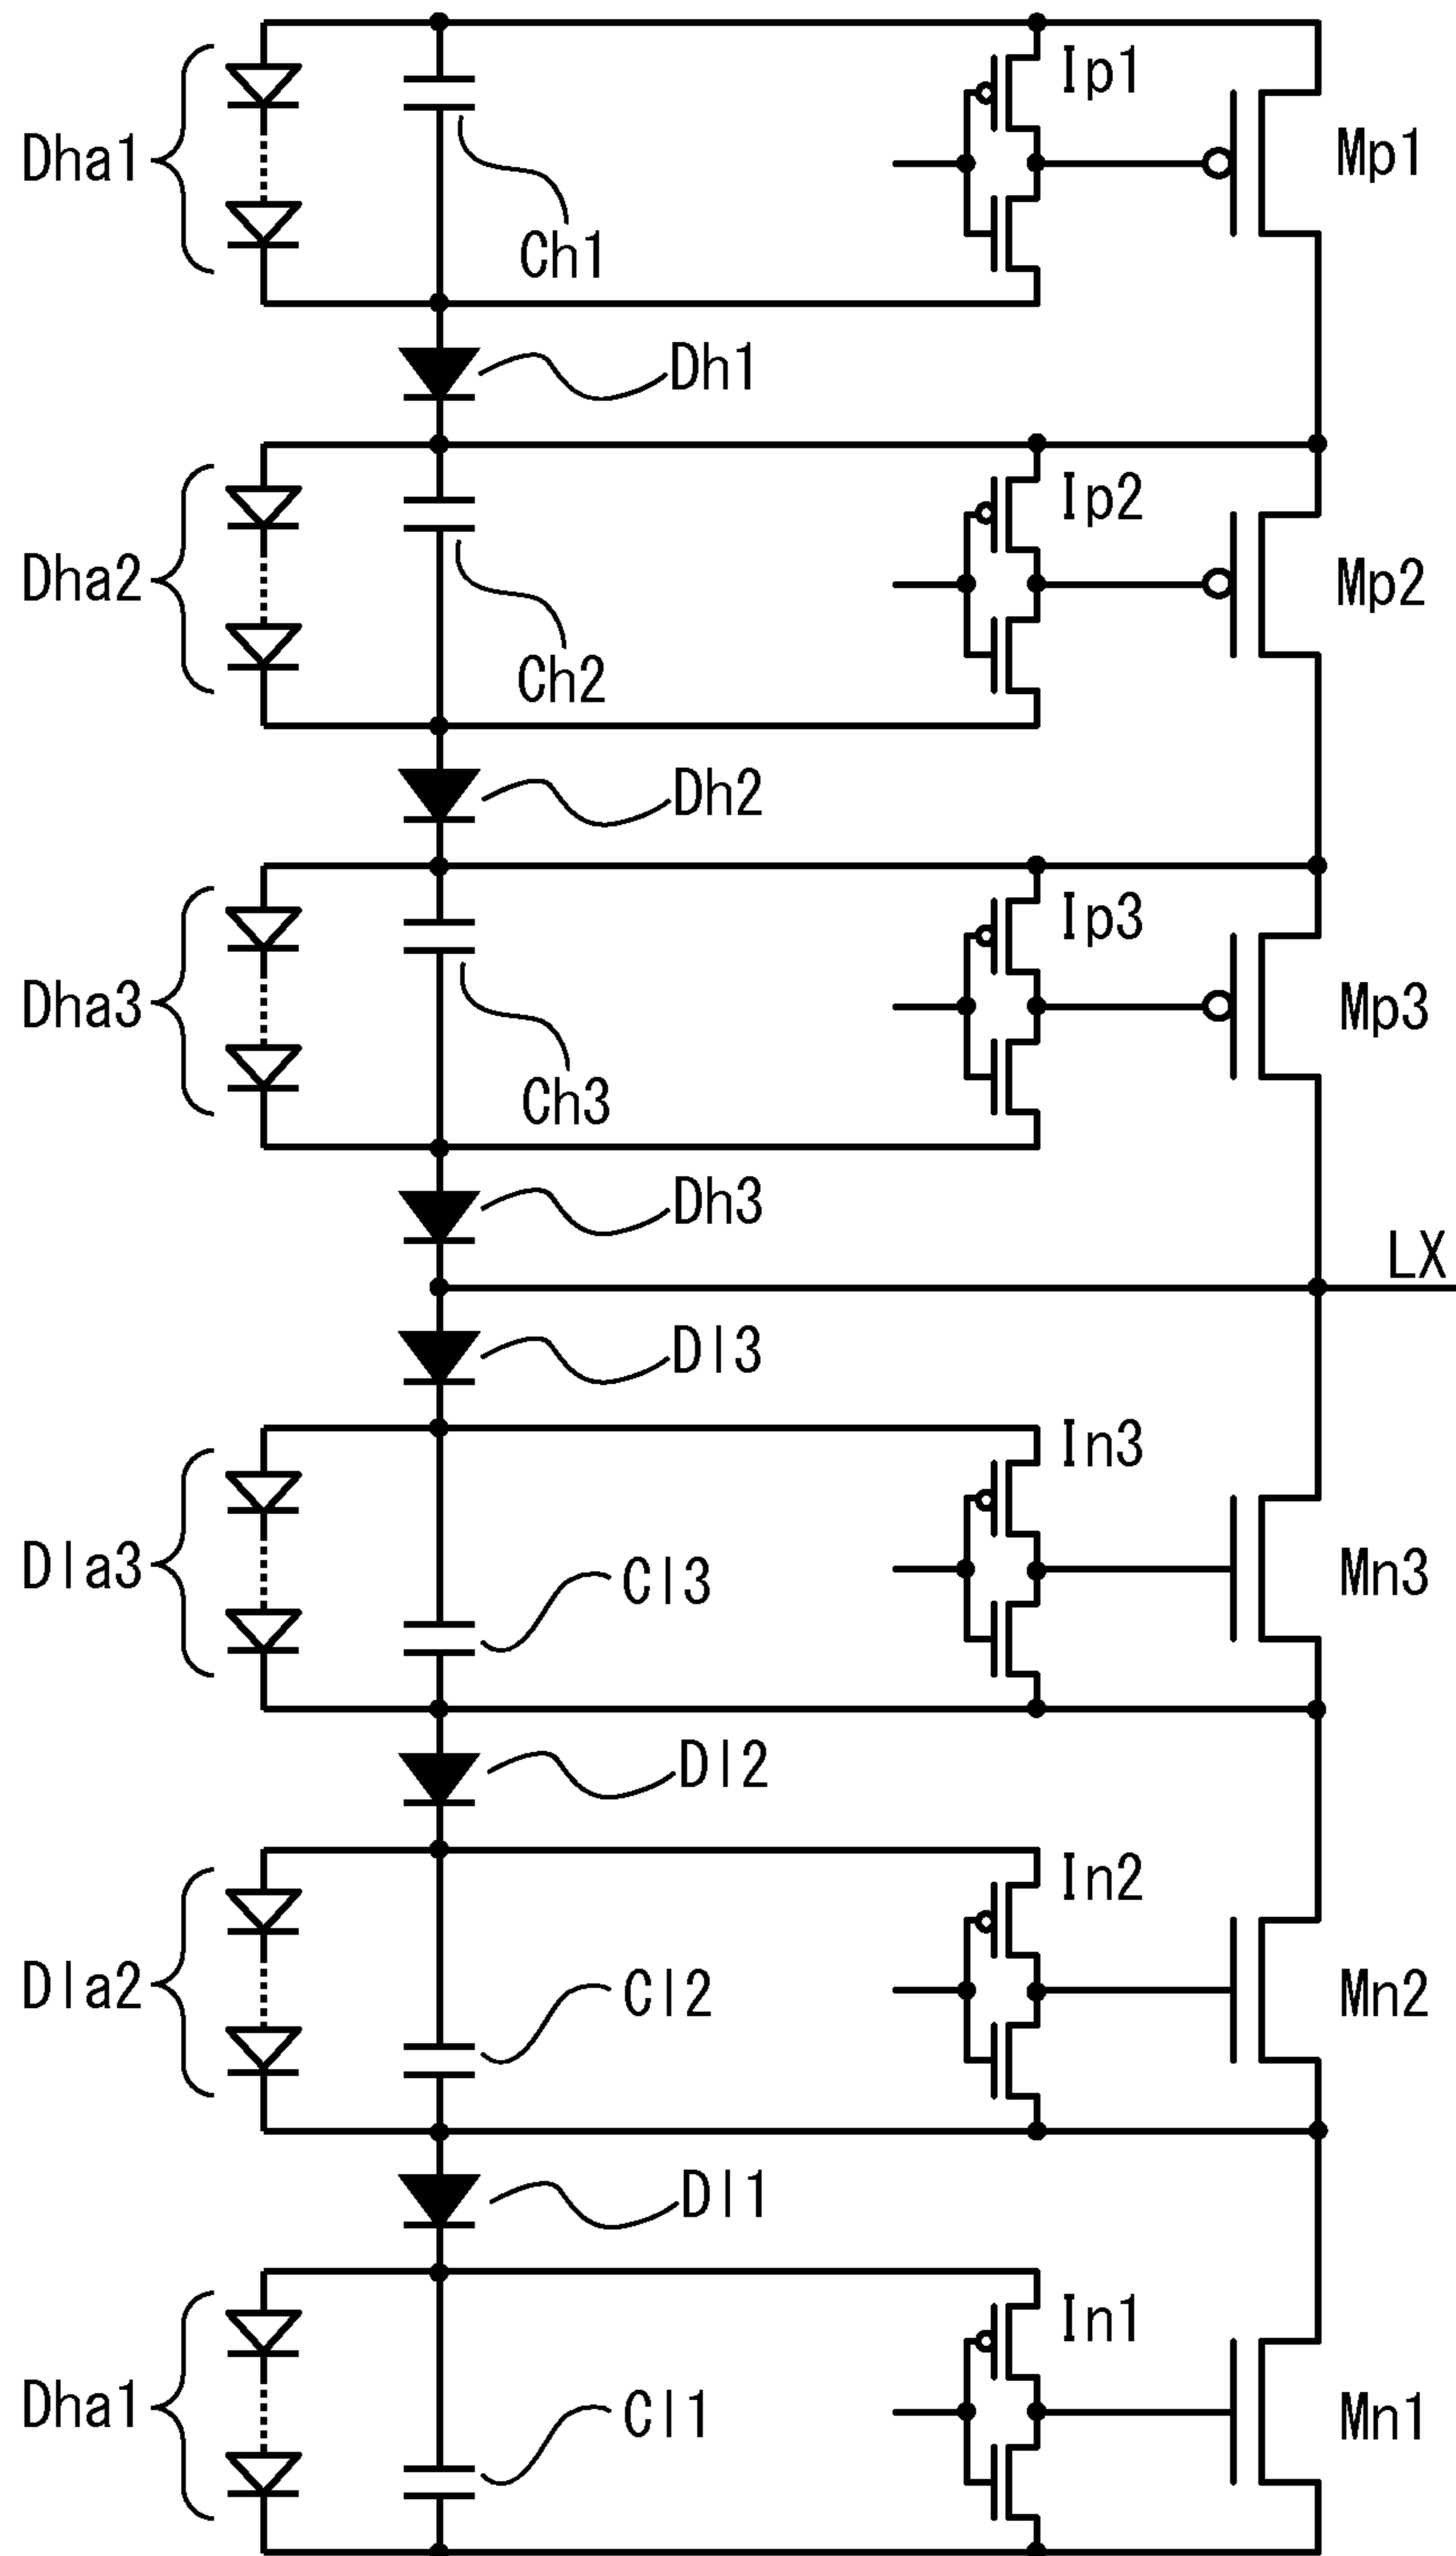 Ip1
Dha1
Mp1
Ch1
Dh1
Ip2
Dha2
Mp2
Ch2
Dh2
Ip3
Dha3
Mp3
Ch3
Dh3
LX
Dl3
In3
Dla3
Cl3
Mn3
Dl2
In2
Dla2
Cl2
Mn2
Dl1
In1
Dha1
Cl1
Mn1